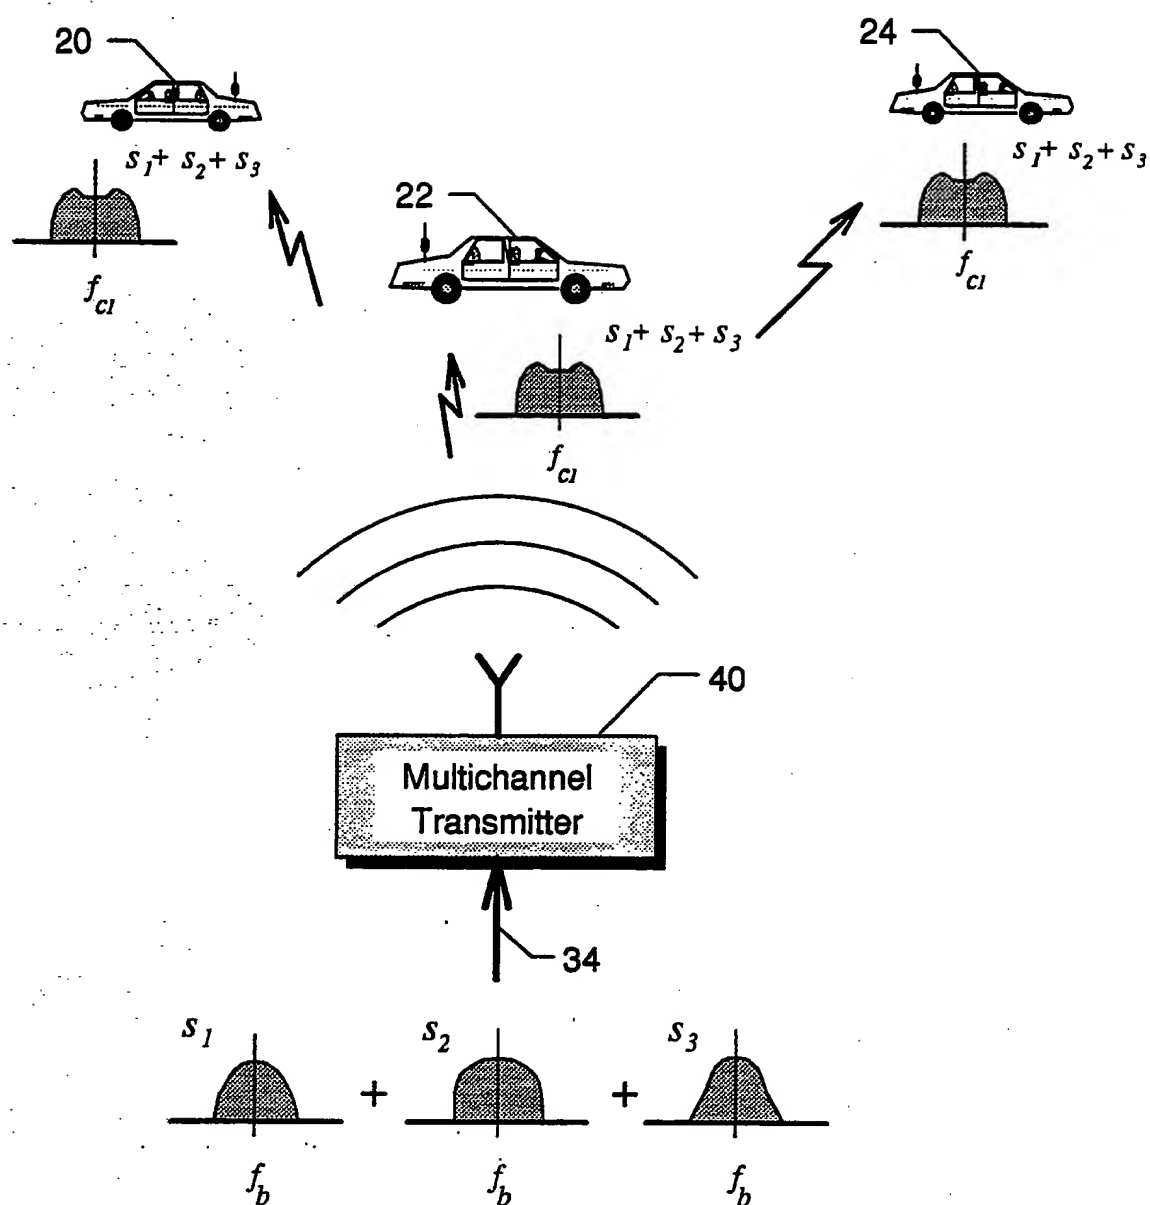 20
24
s1+ s2+ s3
s1+ s2+ s3
22
fc1
fc1
s1+ s2+ s3
fc1
40
Multichannel
Transmitter
34
s1
s2
s3
+
+
fb
fb
fb